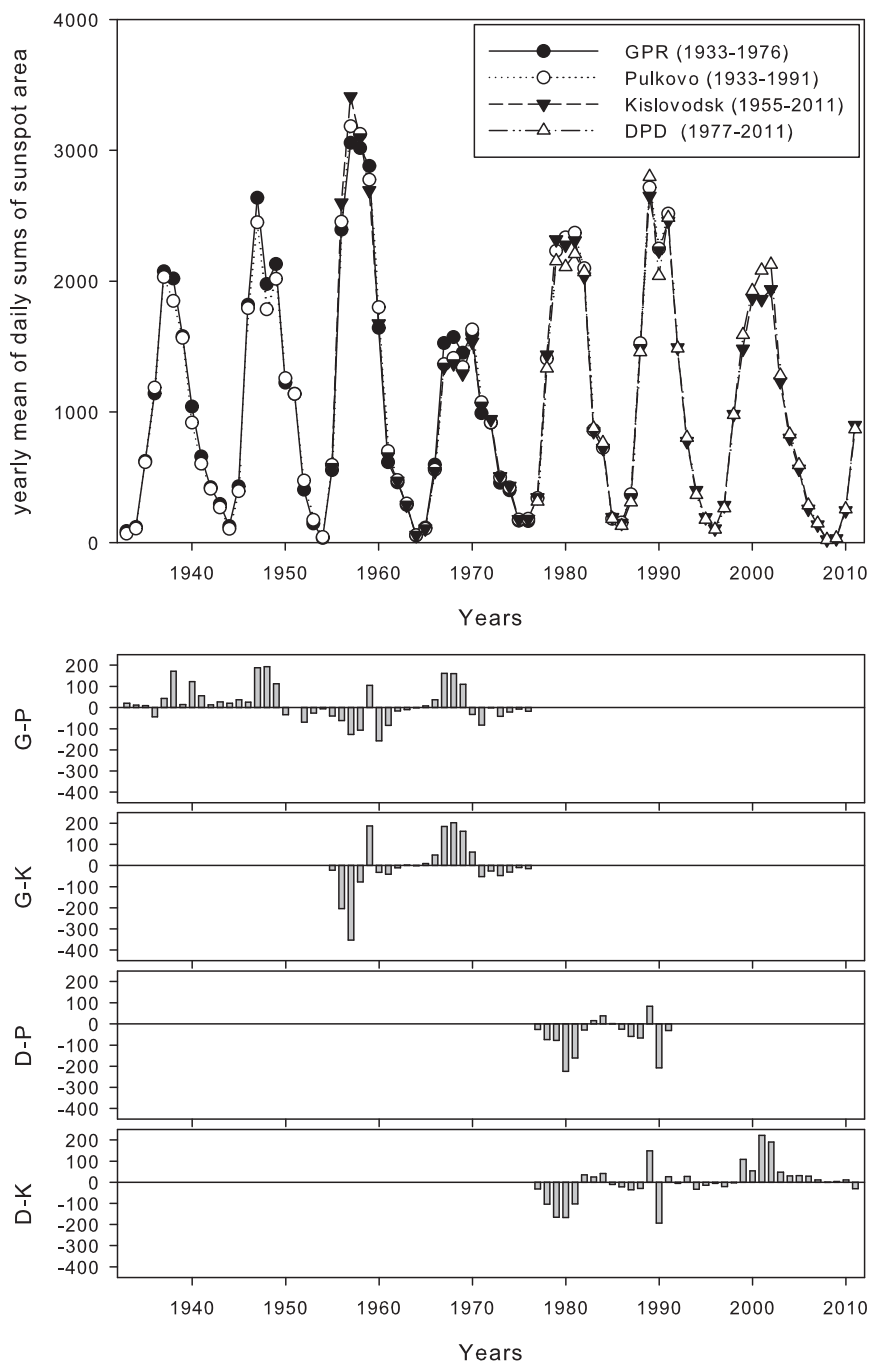 4000
3000
2000
1000
0
yearly mean of daily sums of sunspot area
GPR (1933-1976)
Pulkovo (1933-1991)
Kislovodsk (1955-2011)
DPD (1977-2011)
1940 1950 1960 1970 1980 1990 2000 2010
Years
200
100
0
-100
-200
-300
-400
G-P
200
100
0
-100
-200
-300
-400
G-K
200
100
0
-100
-200
-300
-400
D-P
200
100
0
-100
-200
-300
-400
D-K
1940 1950 1960 1970 1980 1990 2000 2010
Years